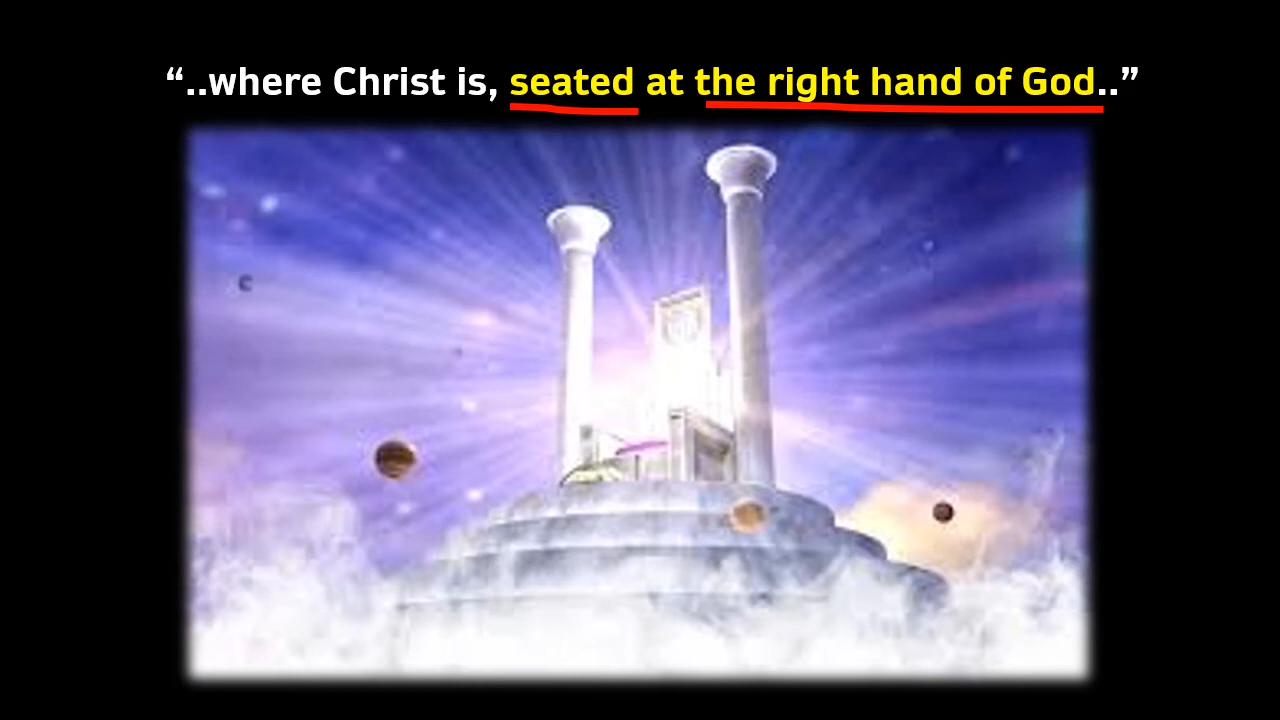 “..where Christ is, seated at the right hand of God..”